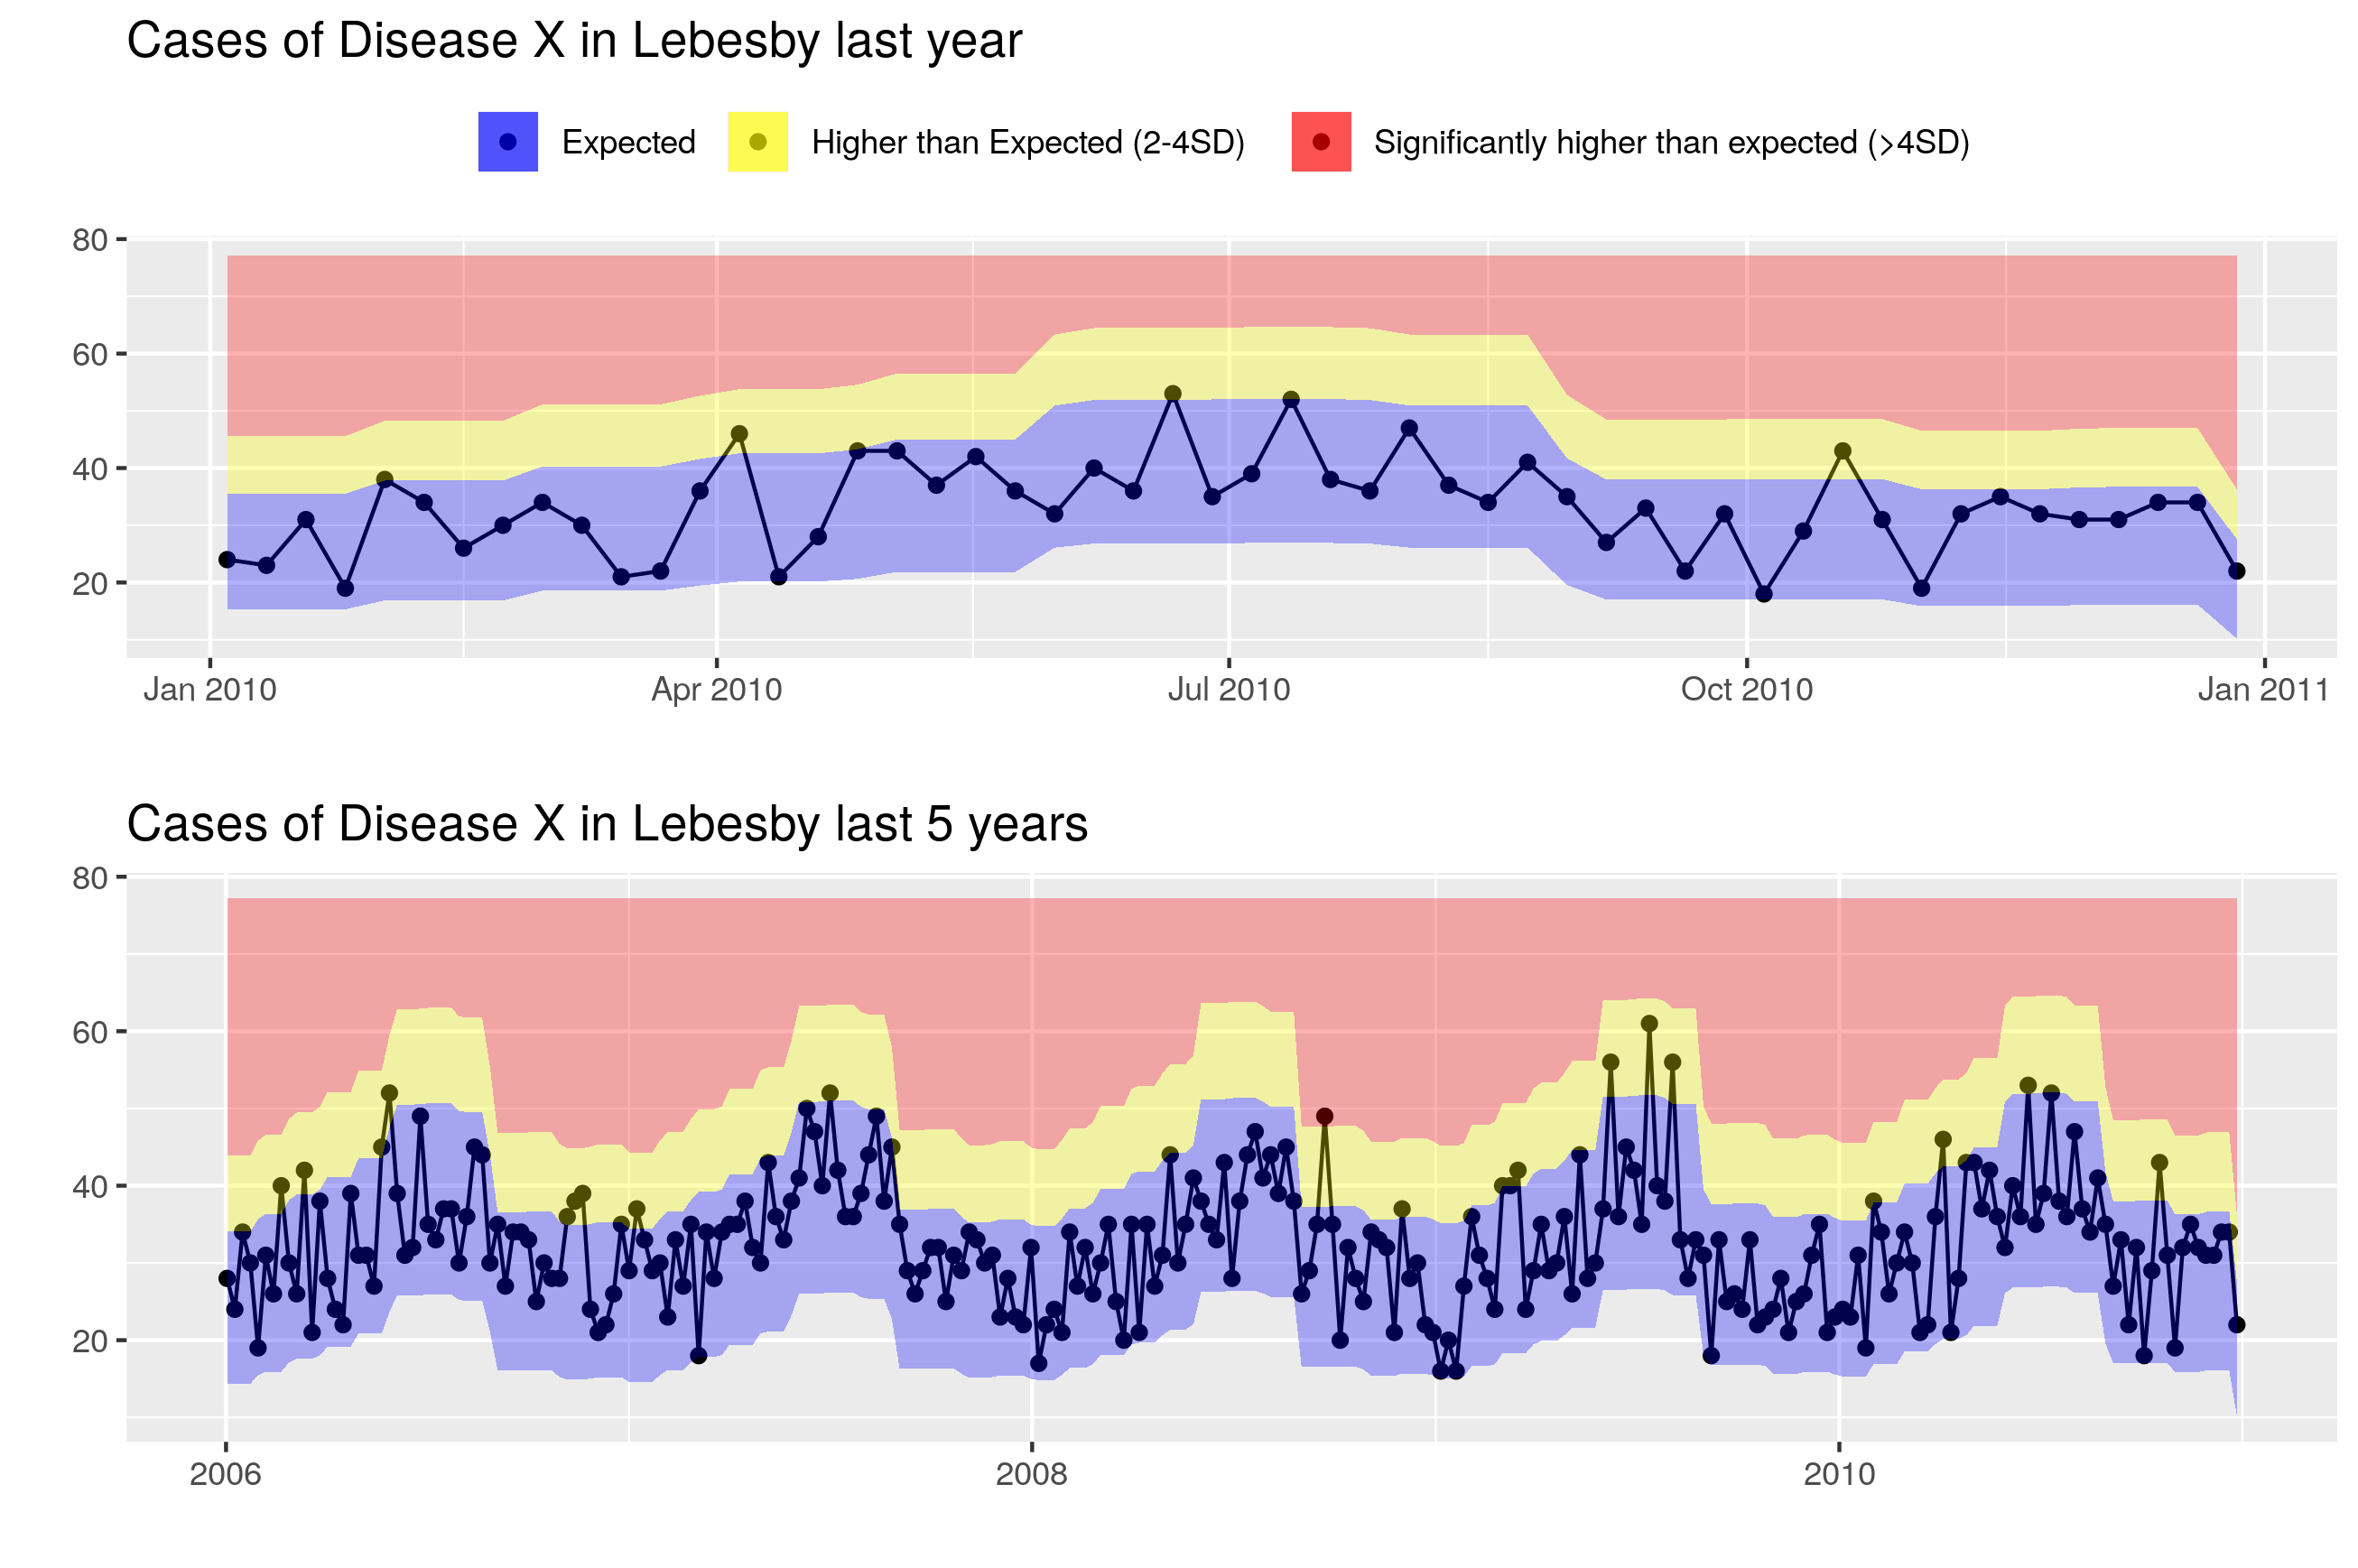 Cases of Disease X in Lebesby last year
Expected Higher than Expected (2-4SD) Significantly higher than expected (>4SD)
80
60
40
20
Jan 2010 Apr 2010 Jul 2010 Oct 2010 Jan 2011
Cases of Disease X in Lebesby last 5 years
80
60
40
20
2006 2008 2010